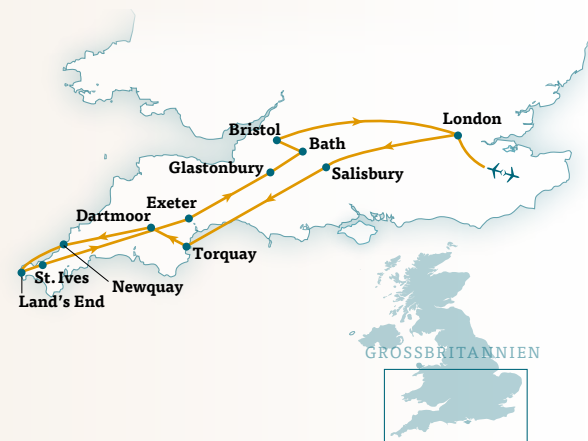 London
Bristol
Bath
Glastonbury
Salisbury
Exeter
Dartmoor
Torquay
St. Ives
Newquay
Land's End
GROSSBRITANNIEN